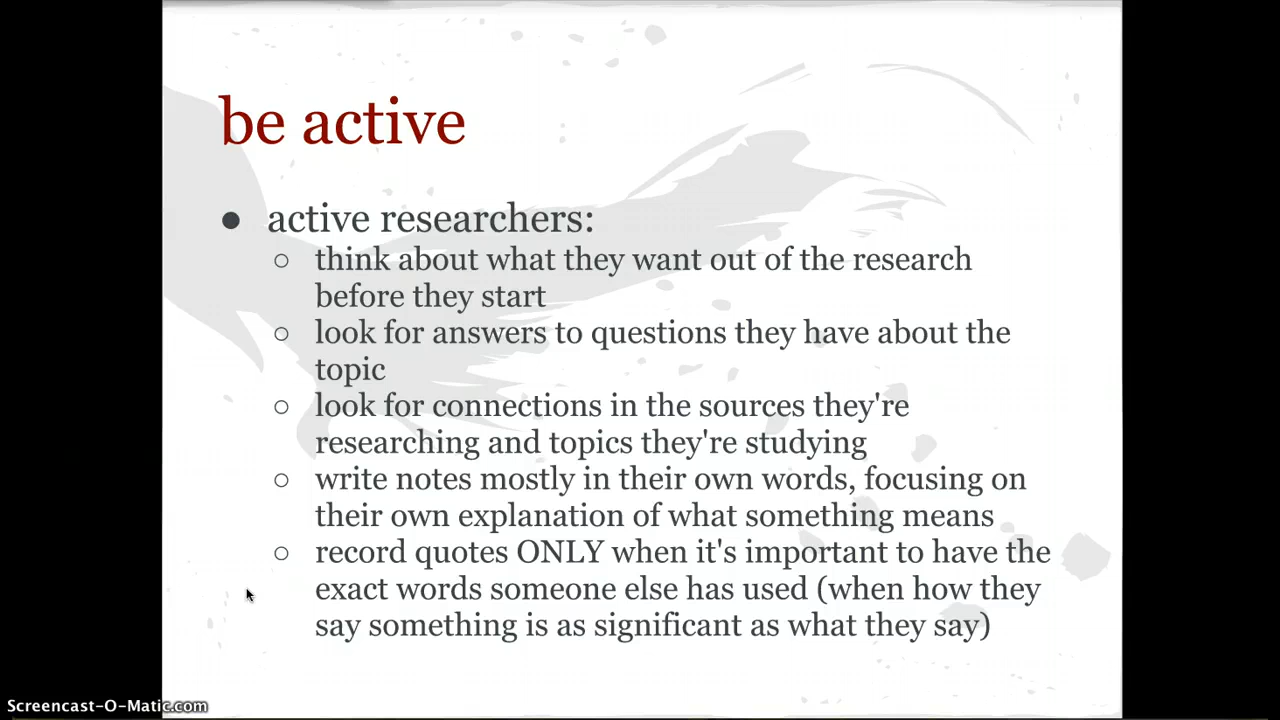 be active
● active researchers:
○ think about what they want out of the research
before they start
○ look for answers to questions they have about the
topic
○ look for connections in the sources they're
researching and topics they're studying
○ write notes mostly in their own words, focusing on
their own explanation of what something means
○ record quotes ONLY when it's important to have the
exact words someone else has used (when how they
say something is as significant as what they say)
Screencast-O-Matic.com